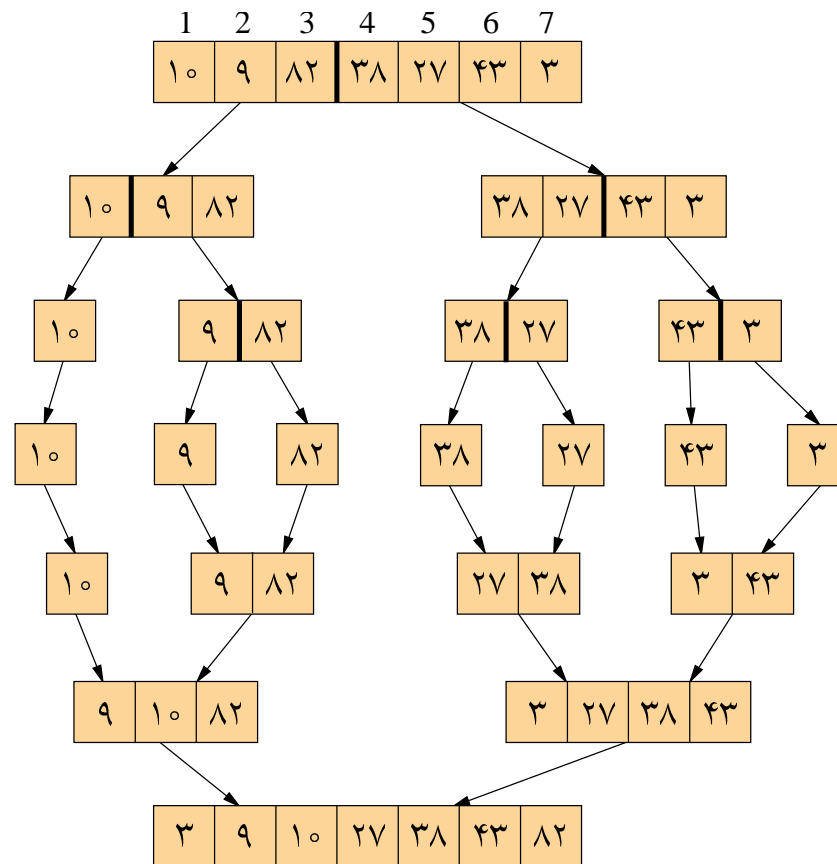 1 2 3 4 5 6 7
۱۰ ۹ ۸۲ ۳۸ ۲۷ ۴۳ ۳
۱۰ ۹ ۸۲ ۳۸ ۲۷ ۴۳ ۳
۱۰ ۹ ۸۲ ۳۸ ۲۷ ۴۳ ۳
۱۰ ۹ ۸۲ ۳۸ ۲۷ ۴۳ ۳
۱۰ ۹ ۸۲ ۲۷ ۳۸ ۳ ۴۳
۹ ۱۰ ۸۲ ۳ ۲۷ ۳۸ ۴۳
۳ ۹ ۱۰ ۲۷ ۳۸ ۴۳ ۸۲